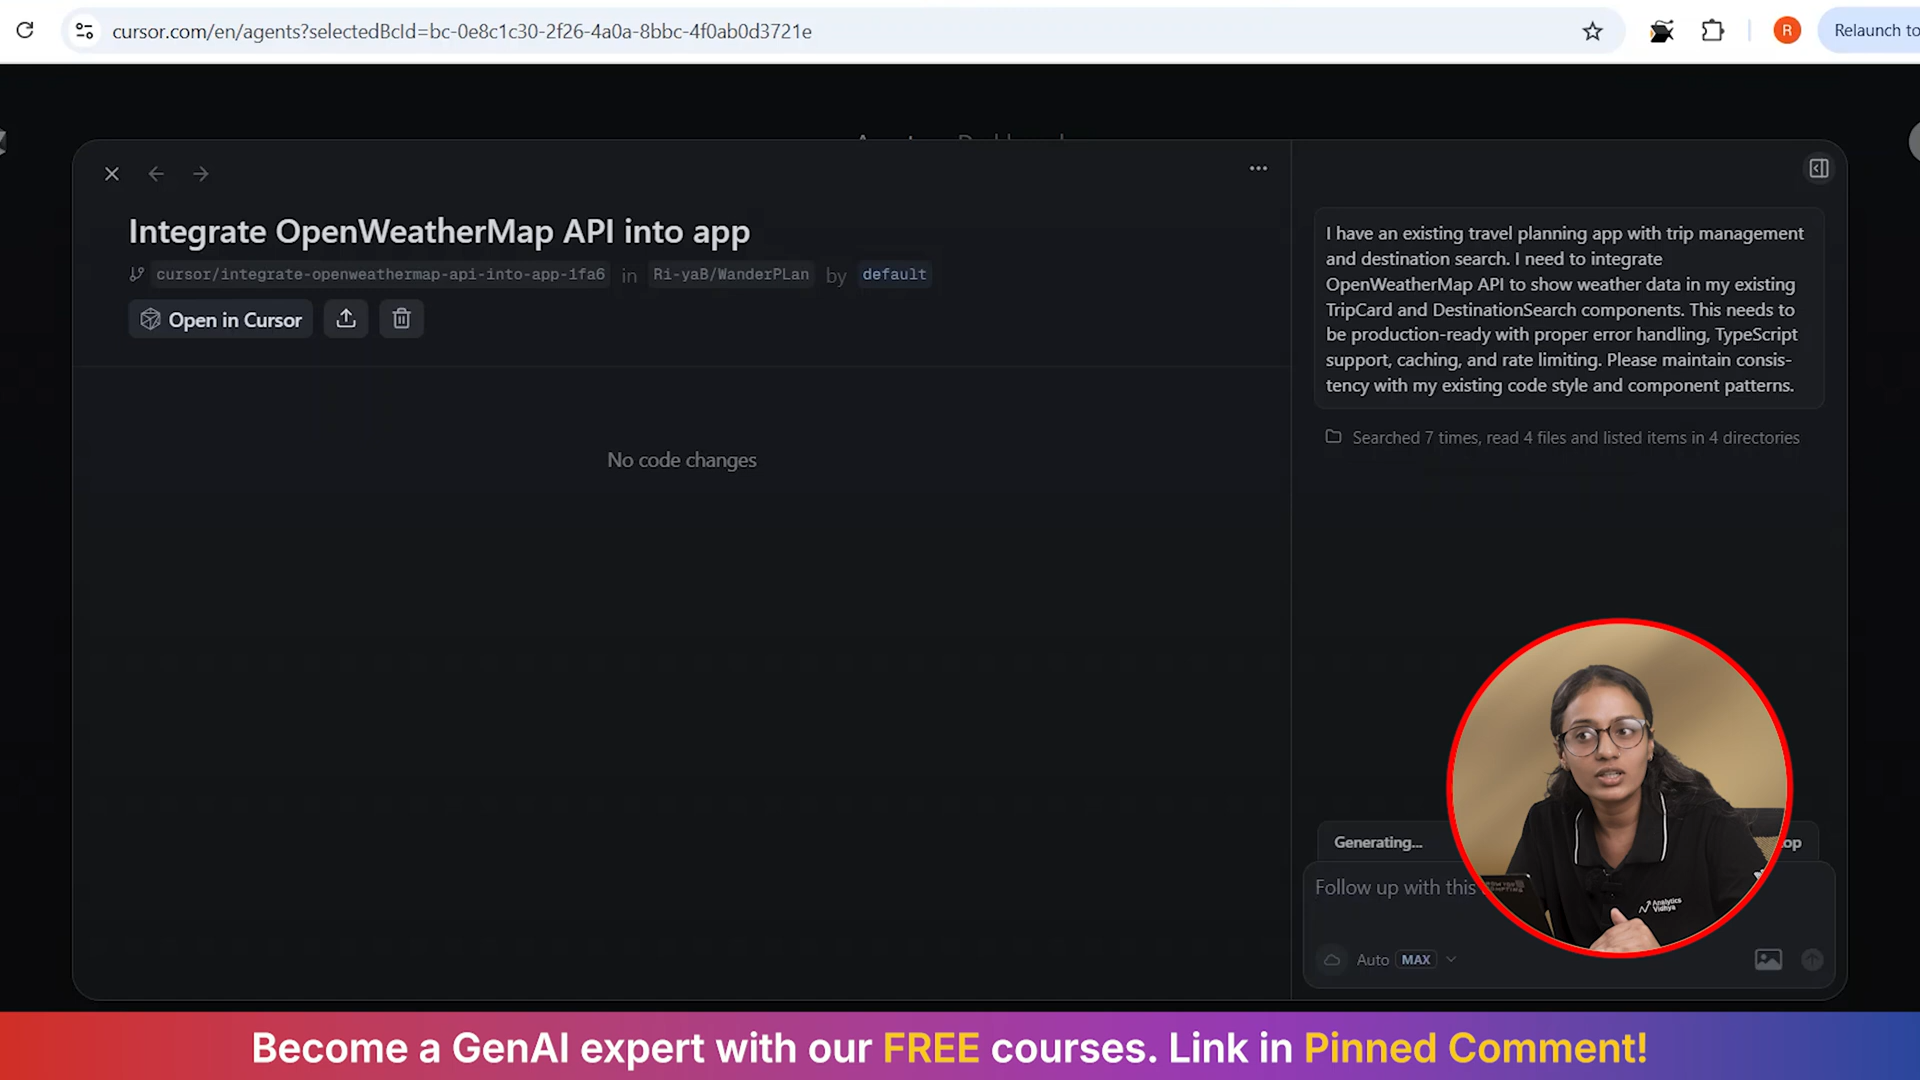 cursor.com/en/agents?selectedBcId=bc-0e8c1c30-2f26-4a0a-8bbc-4f0ab0d3721e
R
Relaunch to
Integrate OpenWeatherMap API into app
cursor/integrate-openweathermap-api-into-app-1fa6 in Ri-yaB/WanderPLan by default
Open in Cursor
No code changes
I have an existing travel planning app with trip management
and destination search. I need to integrate
OpenWeatherMap API to show weather data in my existing
TripCard and DestinationSearch components. This needs to
be production-ready with proper error handling, TypeScript
support, caching, and rate limiting. Please maintain consis-
tency with my existing code style and component patterns.
Searched 7 times, read 4 files and listed items in 4 directories
Generating...
op
Follow up with this
Analytics
Vidhya
Auto MAX
Become a GenAI expert with our FREE courses. Link in Pinned Comment!